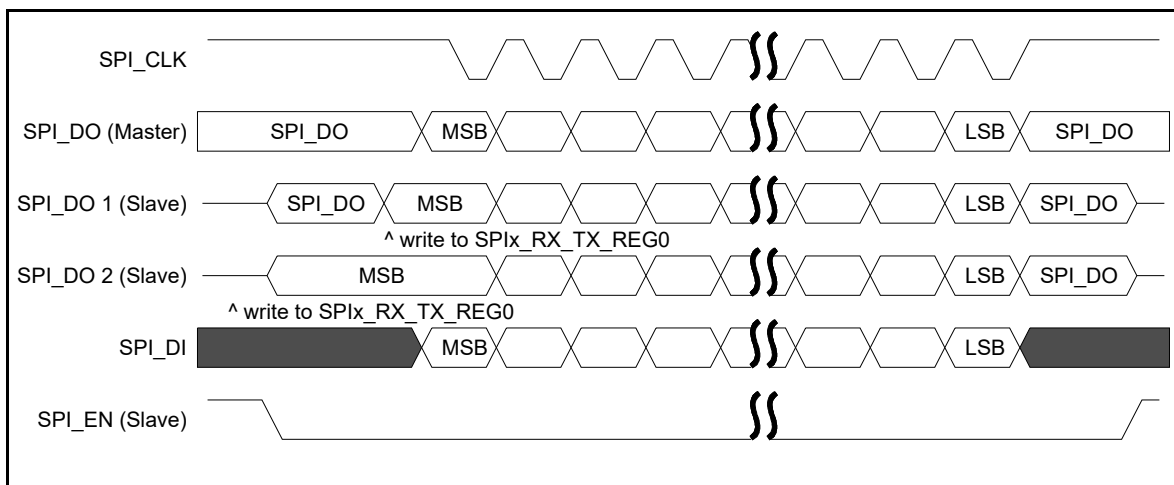 SPI_CLK
SPI_DO (Master) SPI_DO MSB LSB SPI_DO
SPI_DO 1 (Slave) SPI_DO MSB LSB SPI_DO
^ write to SPIx_RX_TX_REG0
SPI_DO 2 (Slave) MSB LSB SPI_DO
^ write to SPIx_RX_TX_REG0
SPI_DI MSB LSB
SPI_EN (Slave)